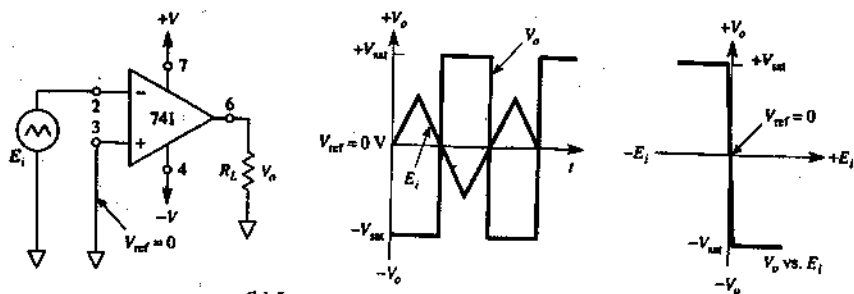 +V
7
2
−
741
6
3
+
4
E_i
R_L
V_o
−V
V_ref = 0
+V_o
+V_sat
V_o
V_ref = 0 V
E_i
t
−V_sat
−V_o
+V_o
+V_sat
V_ref = 0
−E_i
+E_i
−V_sat
V_o vs. E_i
−V_o